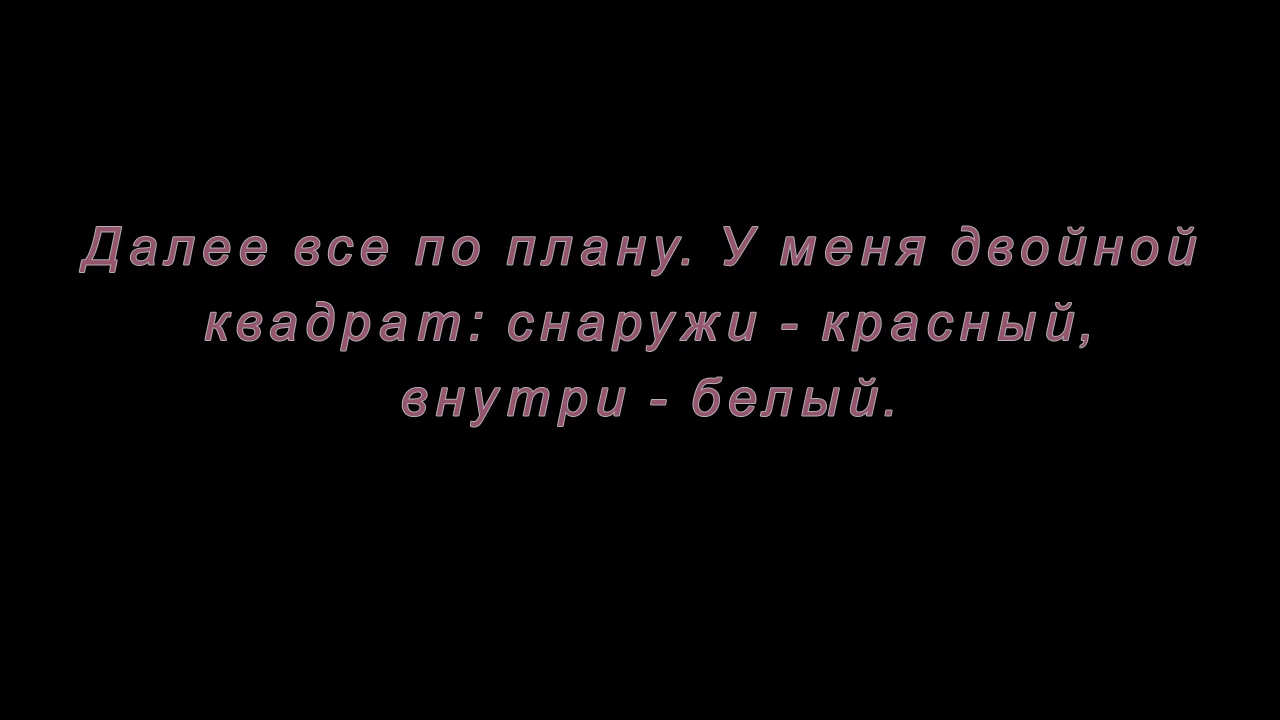 Далее все по плану. У меня двойной
квадрат: снаружи - красный,
внутри - белый.